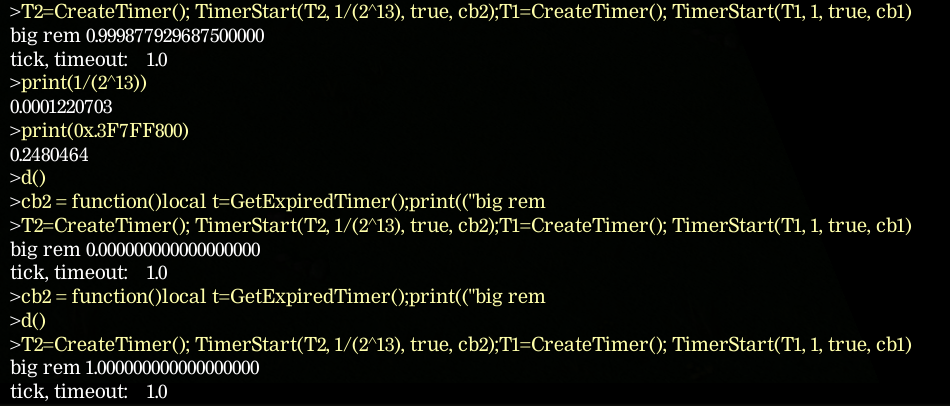 >T2=CreateTimer(); TimerStart(T2, 1/(2^13), true, cb2);T1=CreateTimer(); TimerStart(T1, 1, true, cb1)
big rem 0.999877929687500000
tick, timeout: 1.0
>print(1/(2^13))
0.0001220703
>print(0x.3F7FF800)
0.2480464
>d()
>cb2 = function()local t=GetExpiredTimer();print(("big rem
>T2=CreateTimer(); TimerStart(T2, 1/(2^13), true, cb2);T1=CreateTimer(); TimerStart(T1, 1, true, cb1)
big rem 0.000000000000000000
tick, timeout: 1.0
>cb2 = function()local t=GetExpiredTimer();print(("big rem
>d()
>T2=CreateTimer(); TimerStart(T2, 1/(2^13), true, cb2);T1=CreateTimer(); TimerStart(T1, 1, true, cb1)
big rem 1.000000000000000000
tick, timeout: 1.0